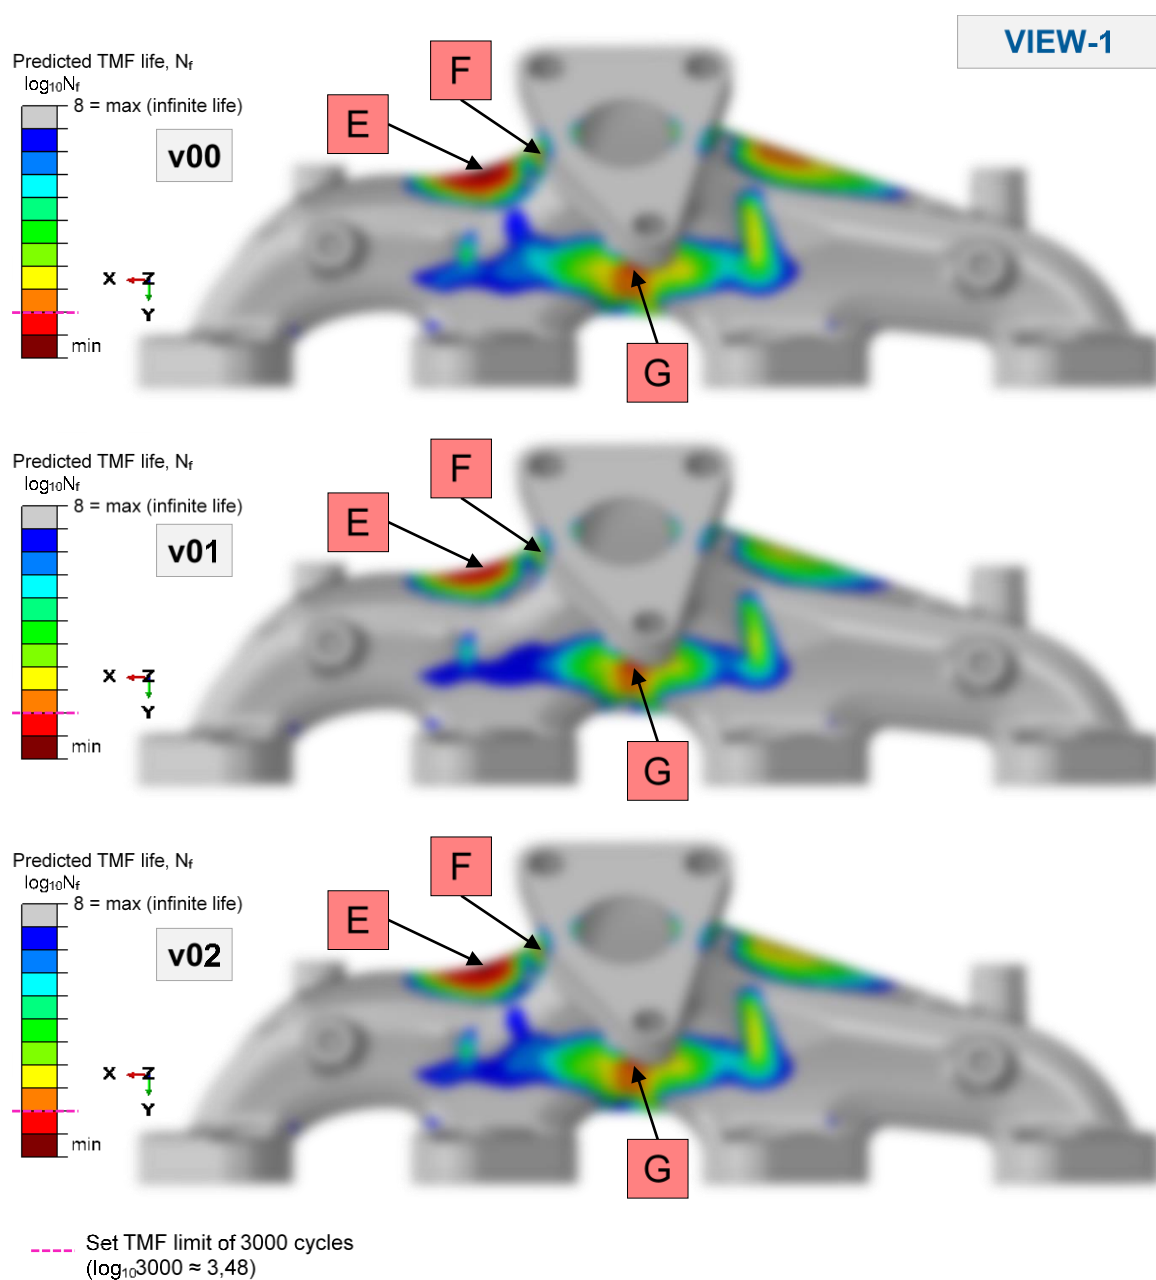 VIEW-1
Predicted TMF life, Nf
log10Nf
8 = max (infinite life)
v00
F
E
X Z
Y
min
G
Predicted TMF life, Nf
log10Nf
8 = max (infinite life)
v01
F
E
X Z
Y
min
G
Predicted TMF life, Nf
log10Nf
8 = max (infinite life)
v02
F
E
X Z
Y
min
G
Set TMF limit of 3000 cycles
(log103000 ≈ 3,48)